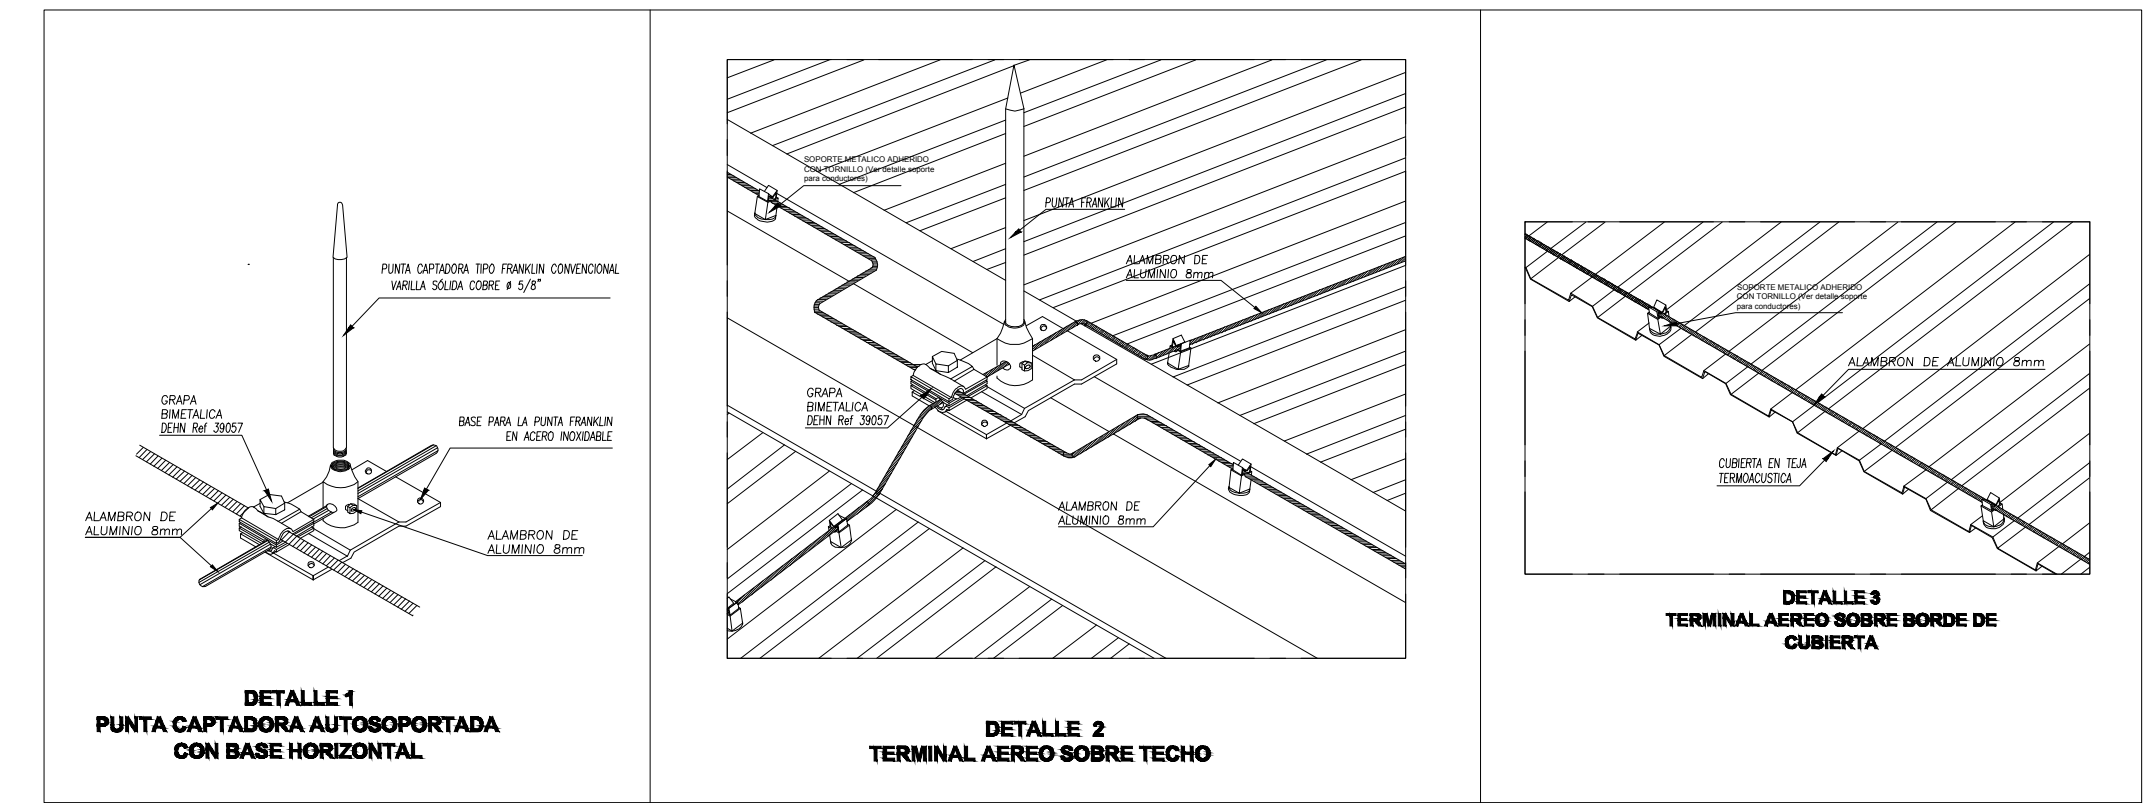 PUNTA CAPTADORA TIPO FRANKLIN CONVENCIONAL
VARILLA SÓLIDA COBRE ø 5/8"
GRAPA
BIMETALICA
DEHN Ref 39057
BASE PARA LA PUNTA FRANKLIN
EN ACERO INOXIDABLE
ALAMBRON DE
ALUMINIO 8mm
ALAMBRON DE
ALUMINIO 8mm
DETALLE 1
PUNTA CAPTADORA AUTOSOPORTADA
CON BASE HORIZONTAL
SOPORTE METALICO ADHERIDO
CON TORNILLO (Ver detalle soporte
para conductores)
PUNTA FRANKLIN
ALAMBRON DE
ALUMINIO 8mm
GRAPA
BIMETALICA
DEHN Ref 39057
ALAMBRON DE
ALUMINIO 8mm
DETALLE 2
TERMINAL AEREO SOBRE TECHO
SOPORTE METALICO ADHERIDO
CON TORNILLO (Ver detalle soporte
para conductores)
ALAMBRON DE ALUMINIO 8mm
CUBIERTA EN TEJA
TERMOACUSTICA
DETALLE 3
TERMINAL AEREO SOBRE BORDE DE
CUBIERTA